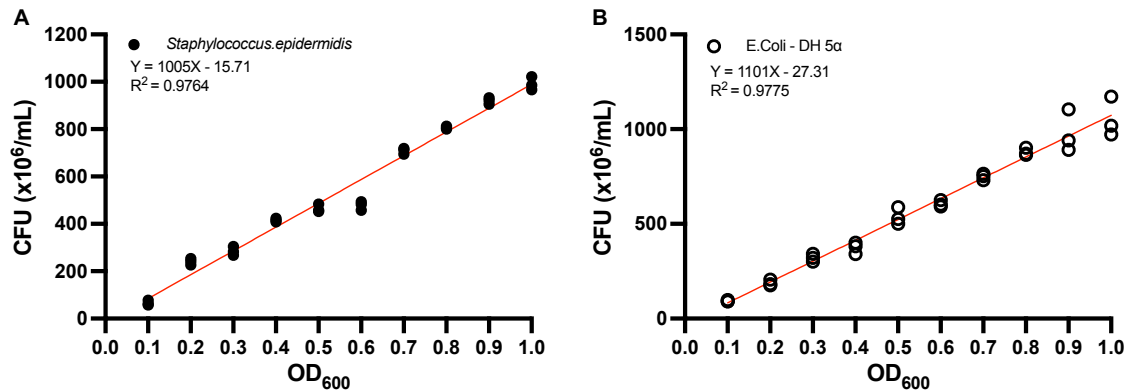 A
1200
1000
800
600
400
200
0
CFU (x10⁶/mL)
Staphylococcus.epidermidis
Y = 1005X - 15.71
R² = 0.9764
0.0 0.1 0.2 0.3 0.4 0.5 0.6 0.7 0.8 0.9 1.0
OD₆₀₀
B
1500
1000
500
0
CFU (x10⁶/mL)
E.Coli - DH 5α
Y = 1101X - 27.31
R² = 0.9775
0.0 0.1 0.2 0.3 0.4 0.5 0.6 0.7 0.8 0.9 1.0
OD₆₀₀